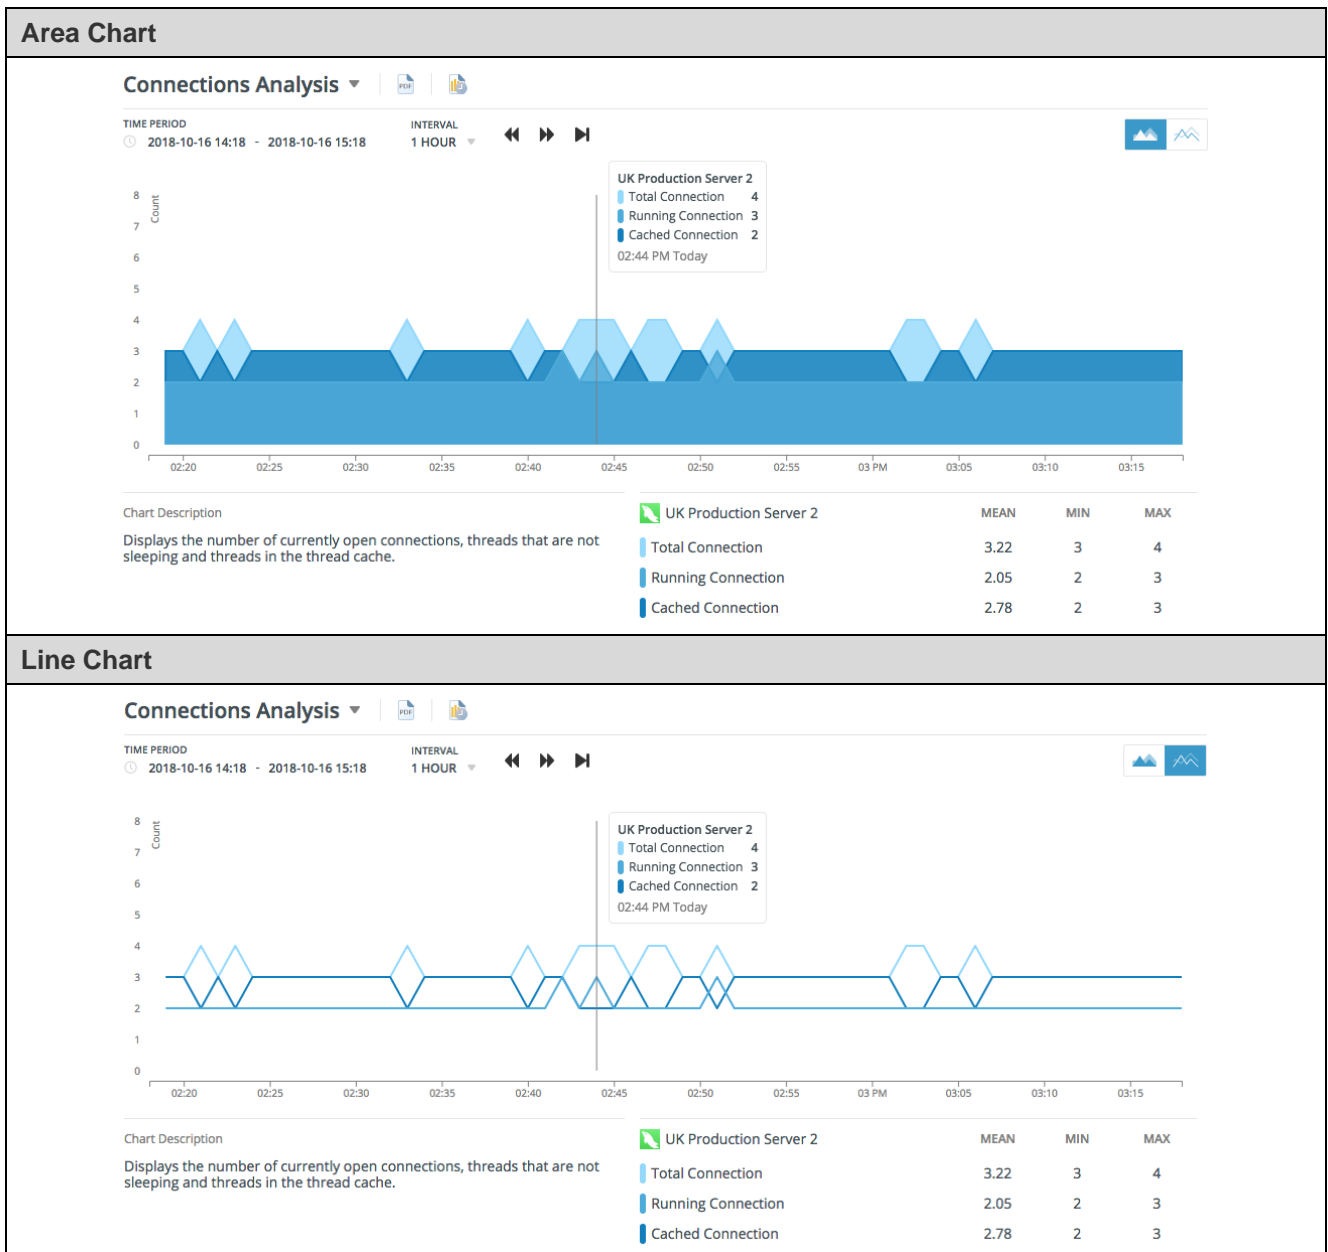 Area Chart
Connections Analysis
PDF
TIME PERIOD
INTERVAL
2018-10-16 14:18 - 2018-10-16 15:18
1 HOUR
UK Production Server 2
Total Connection 4
Running Connection 3
Cached Connection 2
02:44 PM Today
Count
8
7
6
5
4
3
2
1
0
02:20 02:25 02:30 02:35 02:40 02:45 02:50 02:55 03 PM 03:05 03:10 03:15
Chart Description
Displays the number of currently open connections, threads that are not
sleeping and threads in the thread cache.
UK Production Server 2 MEAN MIN MAX
Total Connection 3.22 3 4
Running Connection 2.05 2 3
Cached Connection 2.78 2 3
Line Chart
Connections Analysis
PDF
TIME PERIOD
INTERVAL
2018-10-16 14:18 - 2018-10-16 15:18
1 HOUR
UK Production Server 2
Total Connection 4
Running Connection 3
Cached Connection 2
02:44 PM Today
Count
8
7
6
5
4
3
2
1
0
02:20 02:25 02:30 02:35 02:40 02:45 02:50 02:55 03 PM 03:05 03:10 03:15
Chart Description
Displays the number of currently open connections, threads that are not
sleeping and threads in the thread cache.
UK Production Server 2 MEAN MIN MAX
Total Connection 3.22 3 4
Running Connection 2.05 2 3
Cached Connection 2.78 2 3